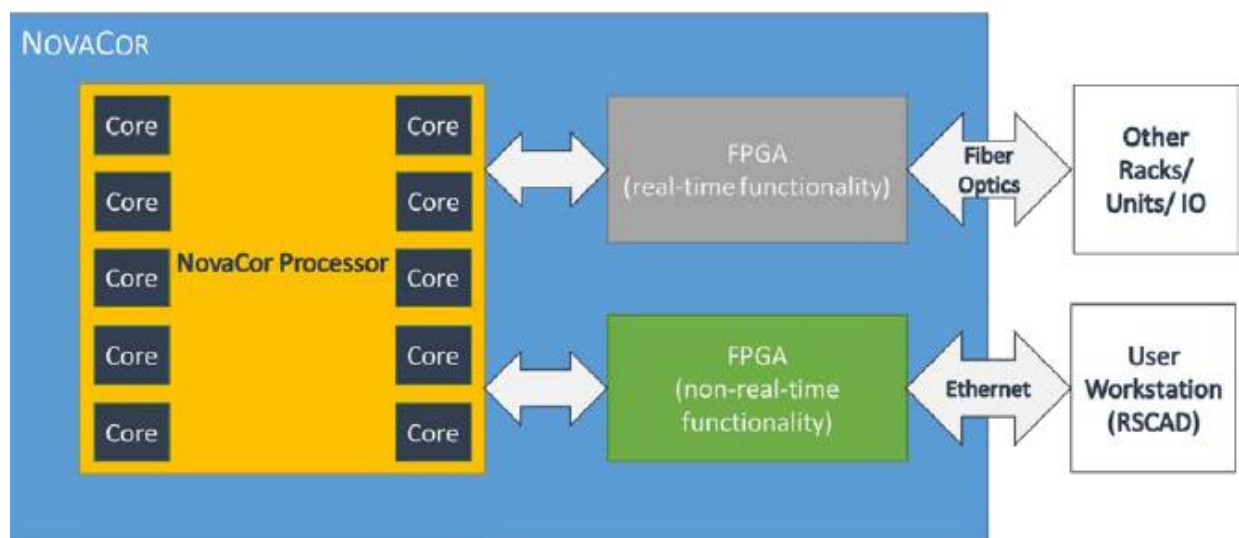 NOVACOR
Core
Core
Core
Core
Core
NovaCor Processor
Core
Core
Core
Core
Core
FPGA
(real-time functionality)
Fiber
Optics
Other
Racks/
Units/ IO
FPGA
(non-real-time
functionality)
Ethernet
User
Workstation
(RSCAD)